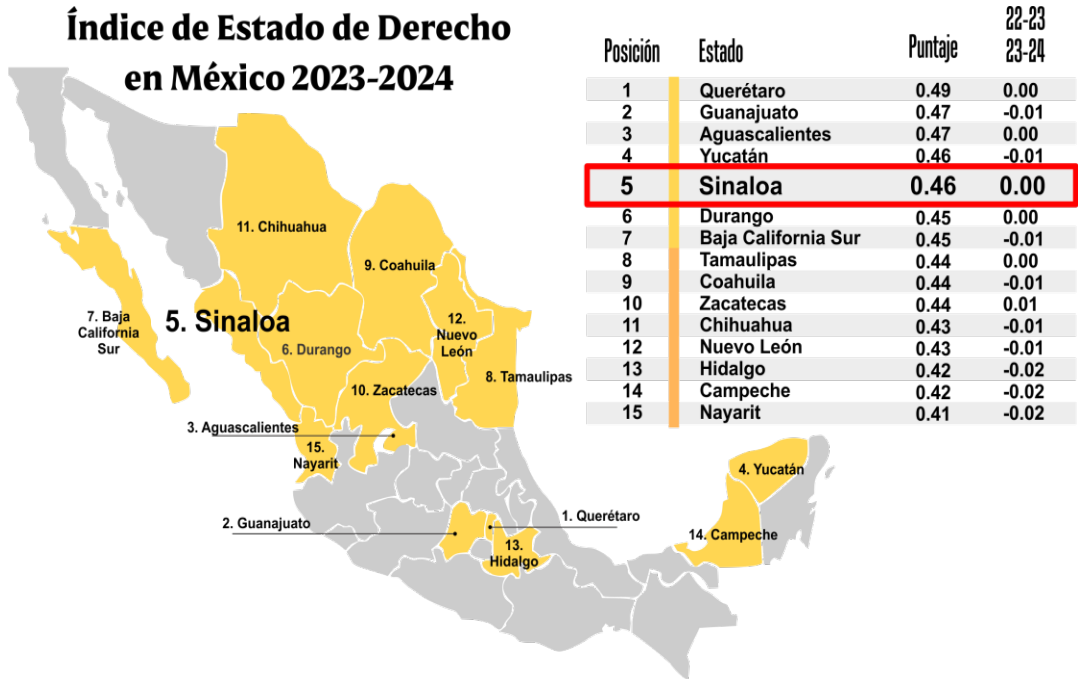 Índice de Estado de Derecho
en México 2023-2024
Posición Estado Puntaje 22-23
23-24
1 Querétaro 0.49 0.00
2 Guanajuato 0.47 -0.01
3 Aguascalientes 0.47 0.00
4 Yucatán 0.46 -0.01
5 Sinaloa 0.46 0.00
6 Durango 0.45 0.00
7 Baja California Sur 0.45 -0.01
8 Tamaulipas 0.44 0.00
9 Coahuila 0.44 -0.01
10 Zacatecas 0.44 0.01
11 Chihuahua 0.43 -0.01
12 Nuevo León 0.43 -0.01
13 Hidalgo 0.42 -0.02
14 Campeche 0.42 -0.02
15 Nayarit 0.41 -0.02
11. Chihuahua
9. Coahuila
7. Baja
California
Sur
5. Sinaloa
12.
Nuevo
León
6. Durango
8. Tamaulipas
10. Zacatecas
3. Aguascalientes
15.
Nayarit
4. Yucatán
2. Guanajuato
1. Querétaro
13.
Hidalgo
14. Campeche